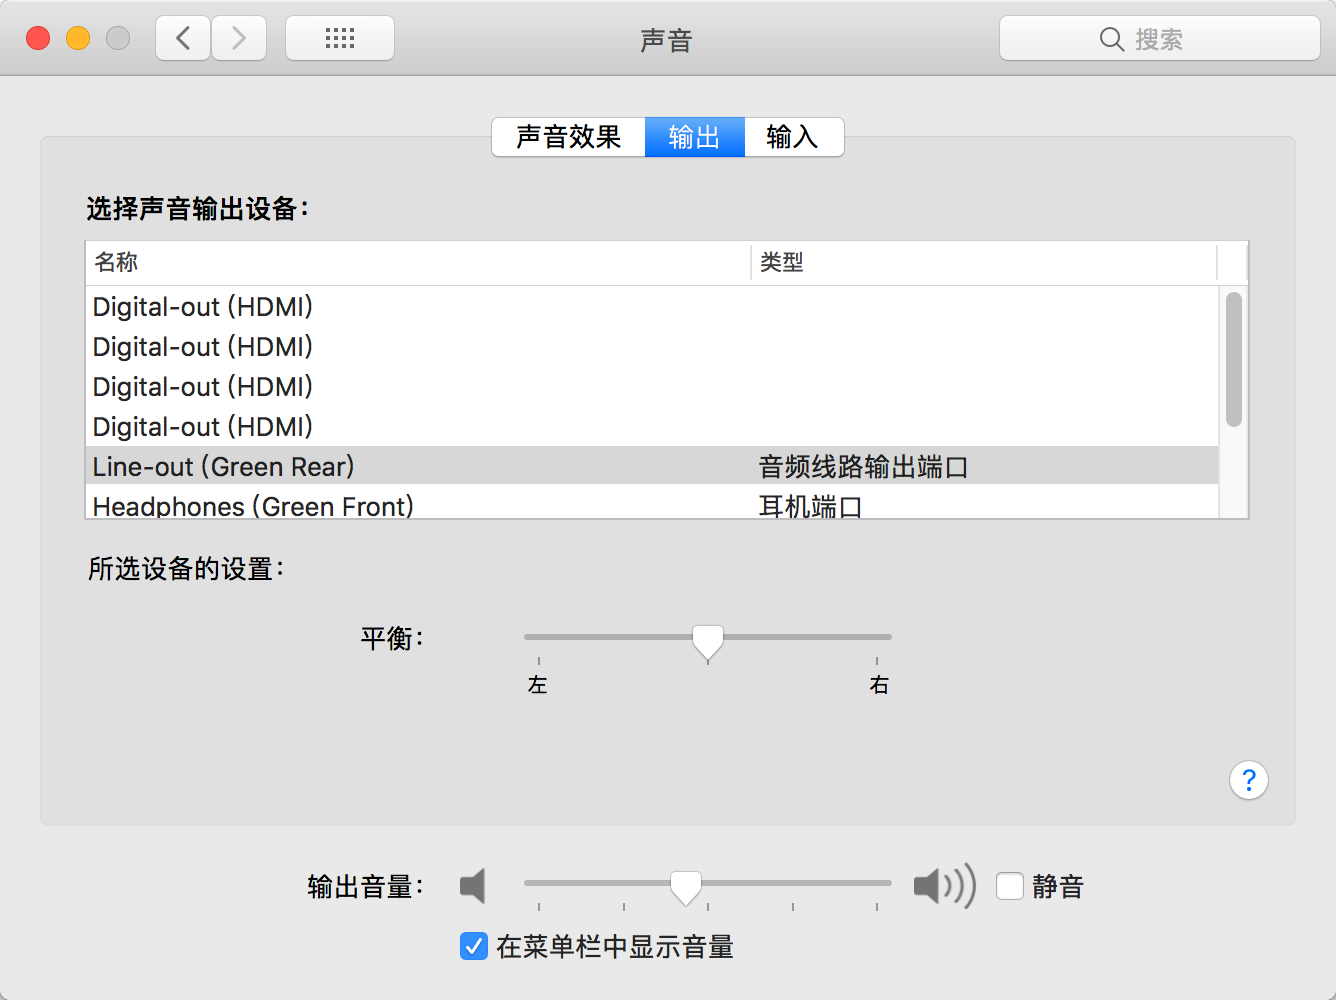 声音
搜索
声音效果 输出 输入
选择声音输出设备：
名称 类型
Digital-out (HDMI)
Digital-out (HDMI)
Digital-out (HDMI)
Digital-out (HDMI)
Line-out (Green Rear) 音频线路输出端口
Headphones (Green Front) 耳机端口
所选设备的设置：
平衡：
左 右
?
输出音量： 静音
在菜单栏中显示音量